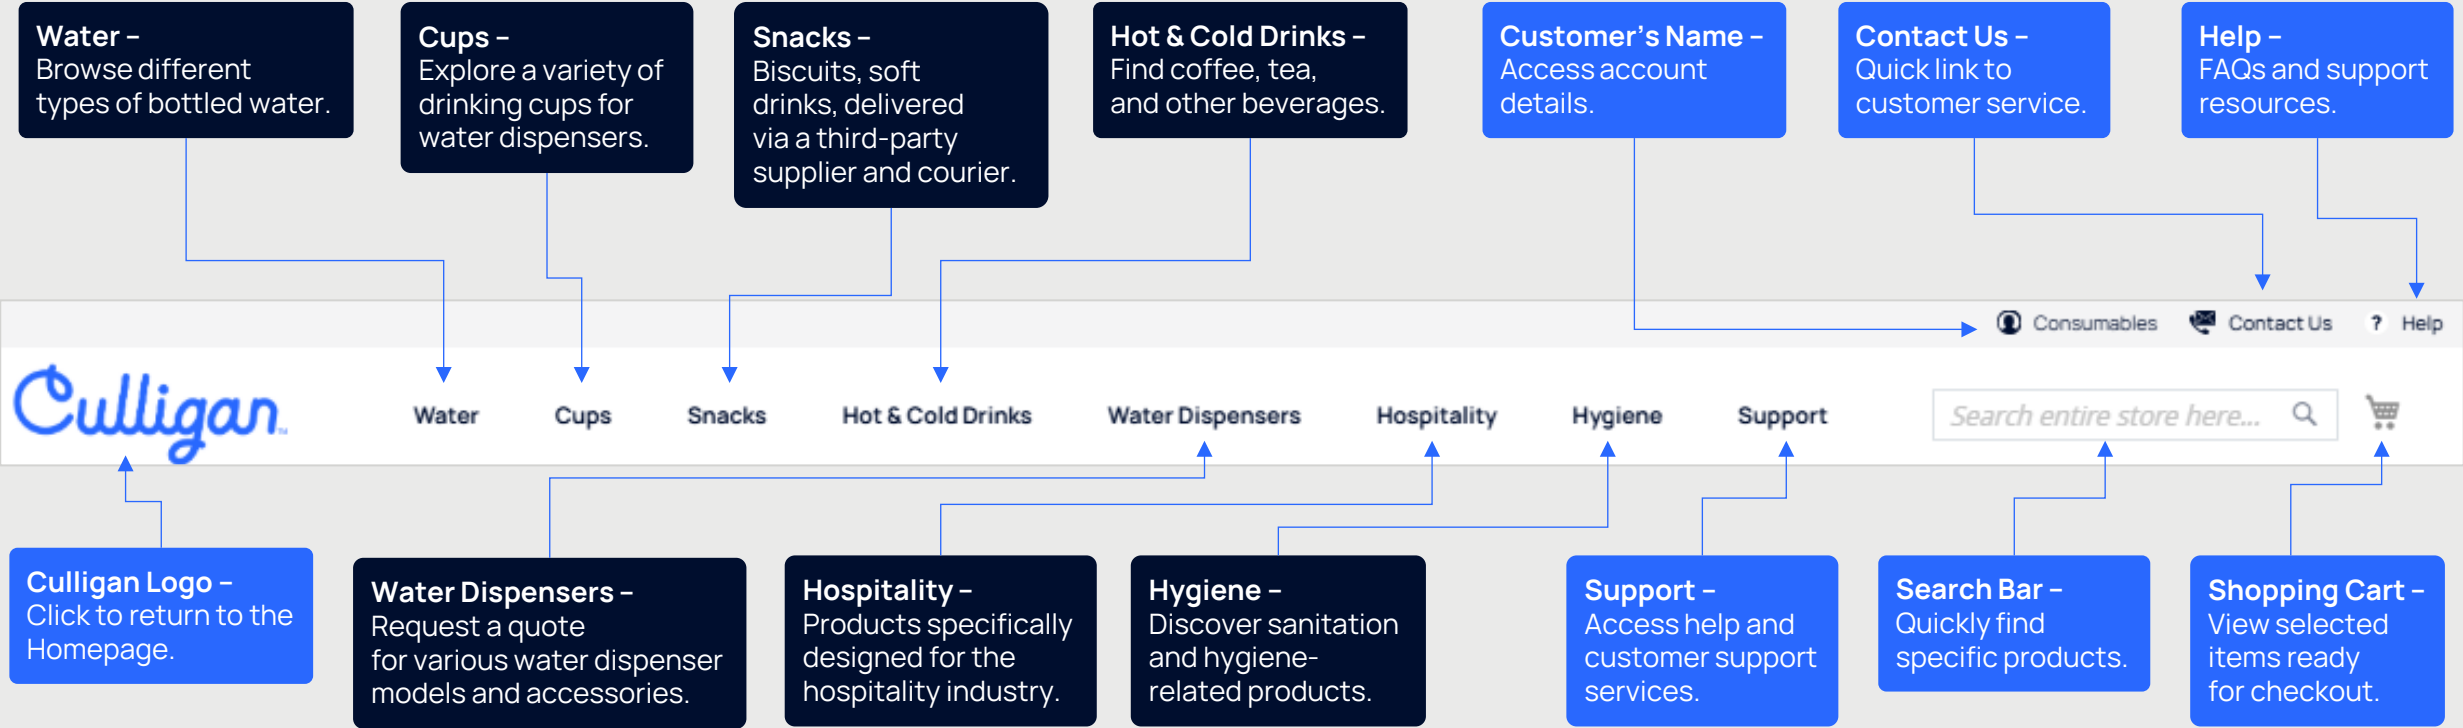 Water –
Browse different
types of bottled water.
Cups –
Explore a variety of
drinking cups for
water dispensers.
Snacks –
Biscuits, soft
drinks, delivered
via a third-party
supplier and courier.
Hot & Cold Drinks –
Find coffee, tea,
and other beverages.
Customer's Name –
Access account
details.
Contact Us –
Quick link to
customer service.
Help –
FAQs and support
resources.
Consumables
Contact Us
? Help
Culligan™
Water
Cups
Snacks
Hot & Cold Drinks
Water Dispensers
Hospitality
Hygiene
Support
Search entire store here...
Culligan Logo –
Click to return to the
Homepage.
Water Dispensers –
Request a quote
for various water dispenser
models and accessories.
Hospitality –
Products specifically
designed for the
hospitality industry.
Hygiene –
Discover sanitation
and hygiene-
related products.
Support –
Access help and
customer support
services.
Search Bar –
Quickly find
specific products.
Shopping Cart –
View selected
items ready
for checkout.